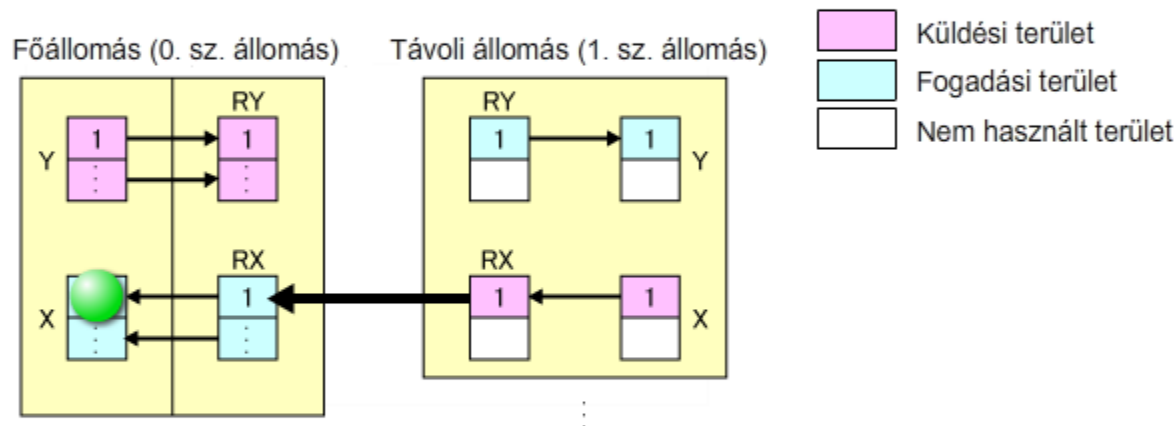 Főállomás (0. sz. állomás)
Távoli állomás (1. sz. állomás)
Küldési terület
Fogadási terület
Nem használt terület
RY
RY
Y
1
1
1
1
Y
RX
RX
X
1
1
1
X